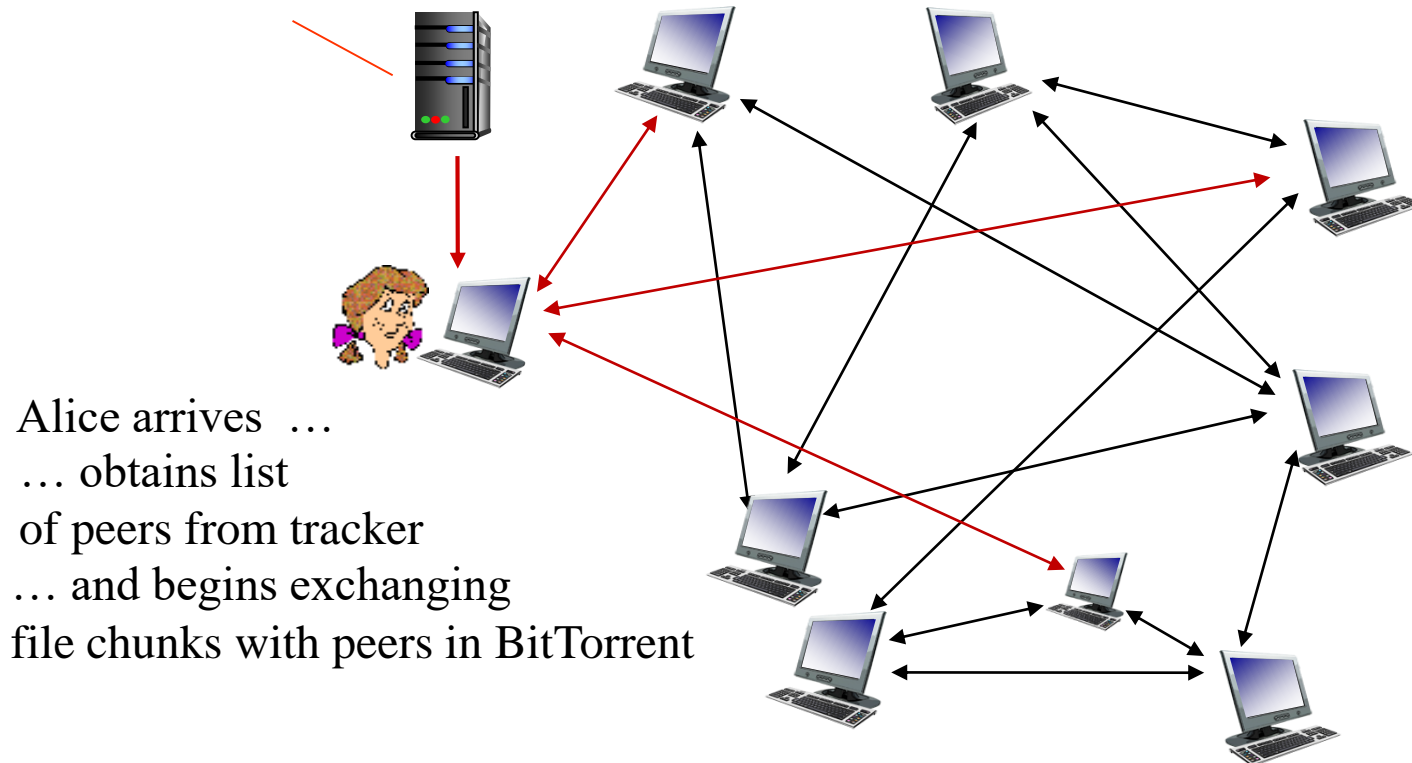 Alice arrives …
… obtains list
of peers from tracker
… and begins exchanging
file chunks with peers in BitTorrent